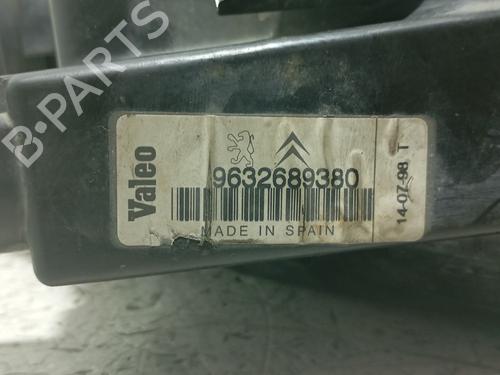 B-PARTS
Valeo
9632689380
MADE IN SPAIN
14-07-98 T